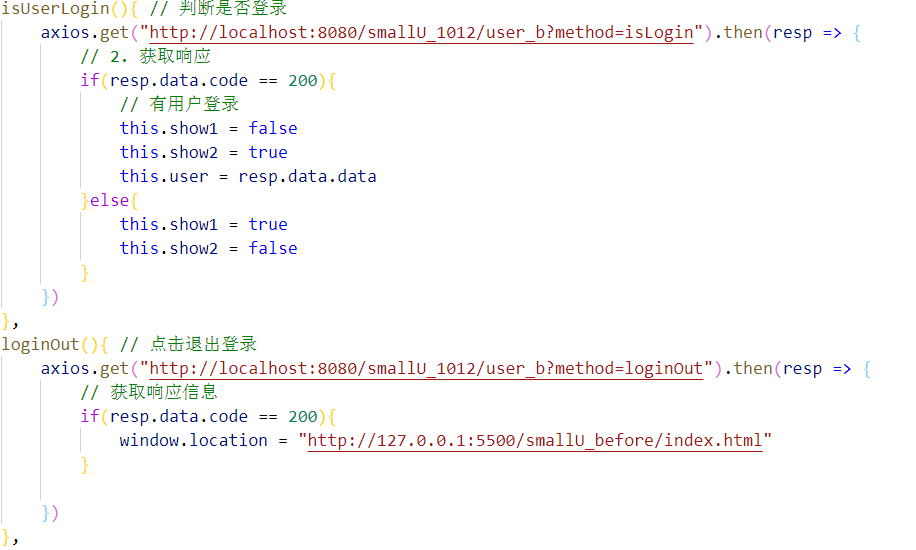 isUserLogin(){ // 判断是否登录
axios.get("http://localhost:8080/smallU_1012/user_b?method=isLogin").then(resp => {
// 2. 获取响应
if(resp.data.code == 200){
// 有用户登录
this.show1 = false
this.show2 = true
this.user = resp.data.data
}else{
this.show1 = true
this.show2 = false
}
})
},
loginOut(){ // 点击退出登录
axios.get("http://localhost:8080/smallU_1012/user_b?method=loginOut").then(resp => {
// 获取响应信息
if(resp.data.code == 200){
window.location = "http://127.0.0.1:5500/smallU_before/index.html"
}
})
},